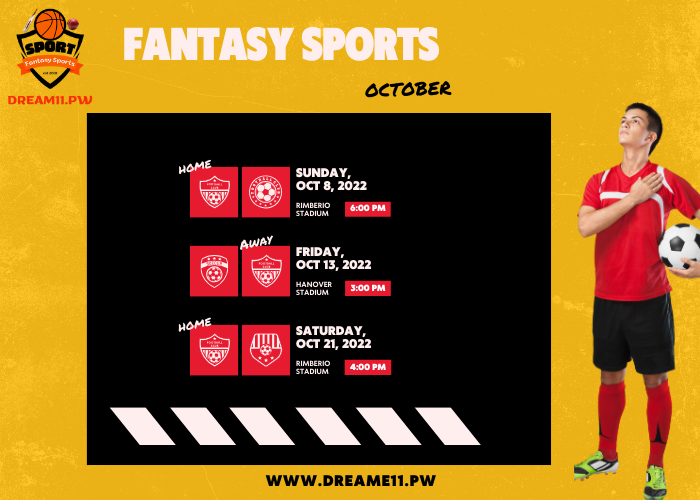 SPORT
Fantasy Sports
DREAM11.PW
FANTASY SPORTS
OCTOBER
HOME
SUNDAY,
OCT 8, 2022
RIMBERIO
STADIUM
6:00 PM
AWAY
FRIDAY,
OCT 13, 2022
HANOVER
STADIUM
3:00 PM
HOME
SATURDAY,
OCT 21, 2022
RIMBERIO
STADIUM
4:00 PM
WWW.DREAME11.PW